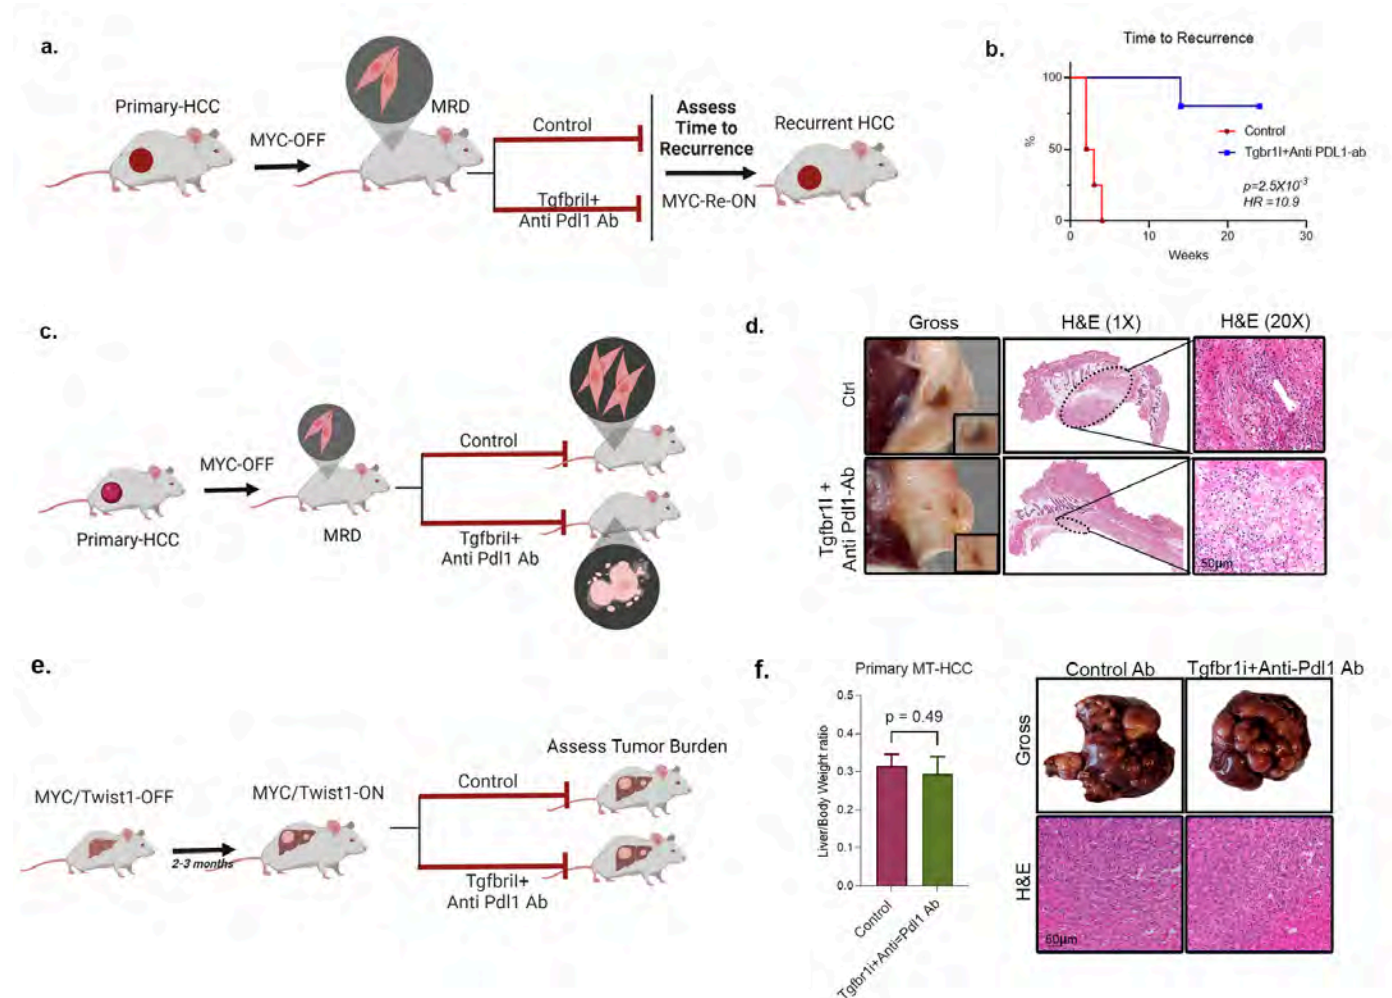 a.
Primary-HCC
MYC-OFF
MRD
Control
Tgfbril+
Anti Pdl1 Ab
Assess
Time to
Recurrence
MYC-Re-ON
Recurrent HCC
b.
Time to Recurrence
%
100
50
0
0
10
20
30
Weeks
Control
Tgbr1I+Anti PDL1-ab
p=2.5X10⁻³
HR =10.9
c.
Primary-HCC
MYC-OFF
MRD
Control
Tgfbril+
Anti Pdl1 Ab
d.
Gross
H&E (1X)
H&E (20X)
Ctrl
Tgfbr1I +
Anti Pdl1-Ab
50µm
e.
MYC/Twist1-OFF
2-3 months
MYC/Twist1-ON
Control
Tgfbril+
Anti Pdl1 Ab
Assess Tumor Burden
f.
Primary MT-HCC
Liver/Body Weight ratio
0.5
0.4
0.3
0.2
0.1
0.0
p = 0.49
Control
Tgfbr1i+Anti=Pdl1 Ab
Control Ab
Tgfbr1i+Anti-Pdl1 Ab
Gross
H&E
50µm